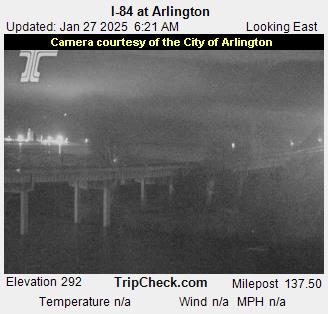 I-84 at Arlington
Updated: Jan 27 2025 6:21 AM Looking East
Camera courtesy of the City of Arlington
Elevation 292 TripCheck.com Milepost 137.50
Temperature n/a Wind n/a MPH n/a